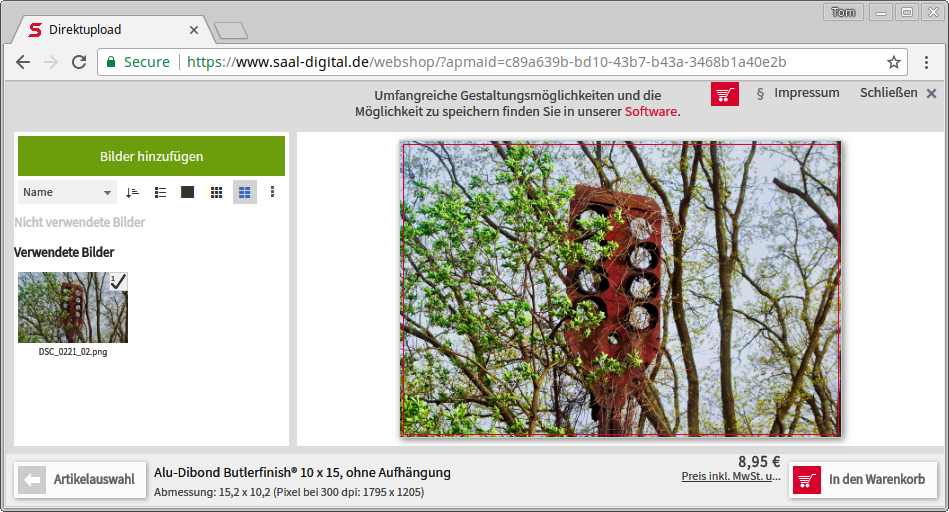 Tom
Direktupload
Secure
https://www.saal-digital.de/webshop/?apmaid=c89a639b-bd10-43b7-b43a-3468b1a40e2b
Umfangreiche Gestaltungsmöglichkeiten und die
Möglichkeit zu speichern finden Sie in unserer Software.
§ Impressum
Schließen
Bilder hinzufügen
Name
Nicht verwendete Bilder
Verwendete Bilder
1
DSC_0221_02.png
Artikelauswahl
Alu-Dibond Butlerfinish® 10 x 15, ohne Aufhängung
Abmessung: 15,2 x 10,2 (Pixel bei 300 dpi: 1795 x 1205)
8,95 €
Preis inkl. MwSt. u...
In den Warenkorb